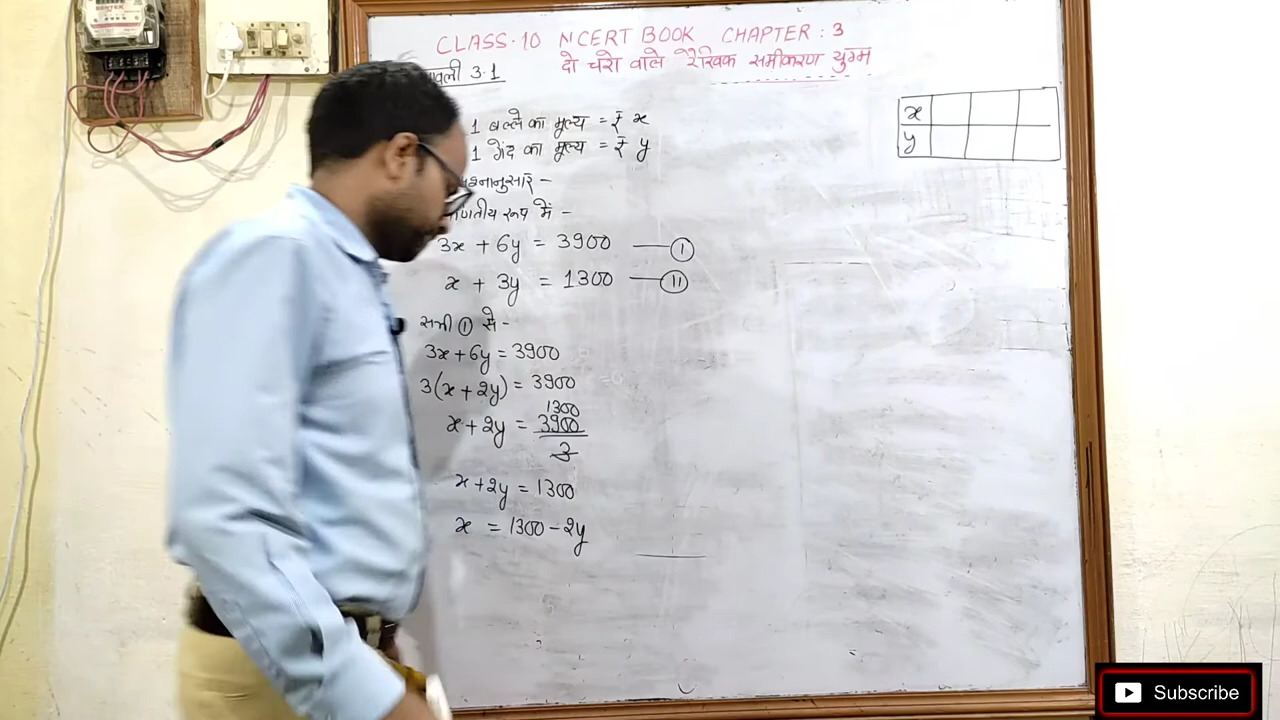 CLASS-10 NCERT BOOK CHAPTER: 3
दो चरो वाले रैखिक समीकरण युग्म
3.1
1 बल्ले का मूल्य = ₹ x
1 गेंद का मूल्य = ₹ y
रूप में -
3x + 6y = 3900 — (I)
x + 3y = 1300 — (II)
समी (I) से -
3x + 6y = 3900
3(x + 2y) = 3900
1300
x + 2y = 3900
3
x + 2y = 1300
x = 1300 - 2y
x
y
Subscribe